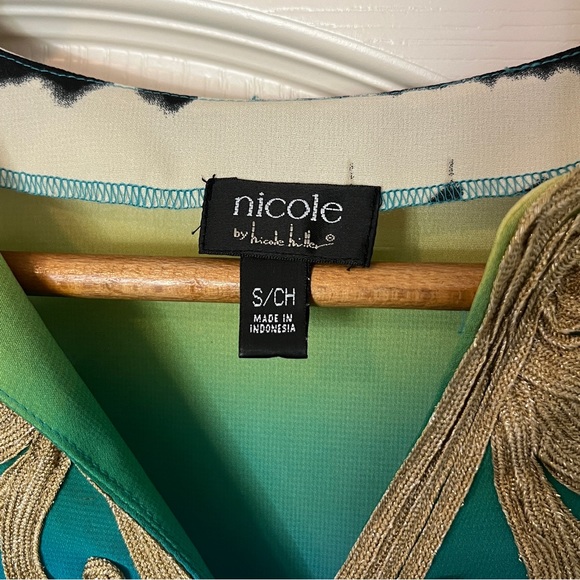 nicole
by nicole miller ®
S/CH
MADE IN
INDONESIA